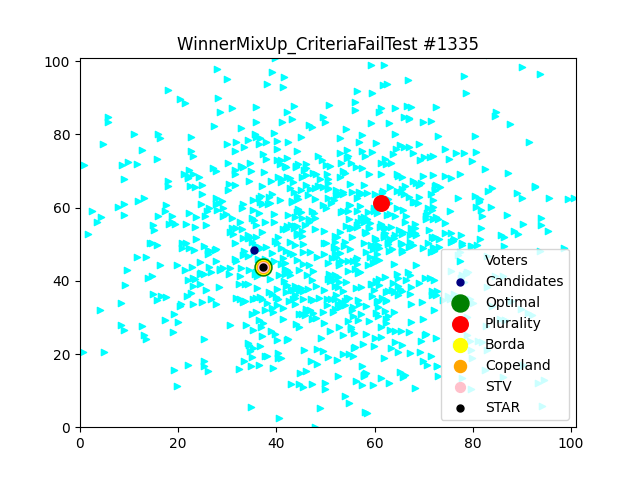 WinnerMixUp_CriteriaFailTest #1335
100
80
60
40
20
0
0 20 40 60 80 100
Voters
Candidates
Optimal
Plurality
Borda
Copeland
STV
STAR